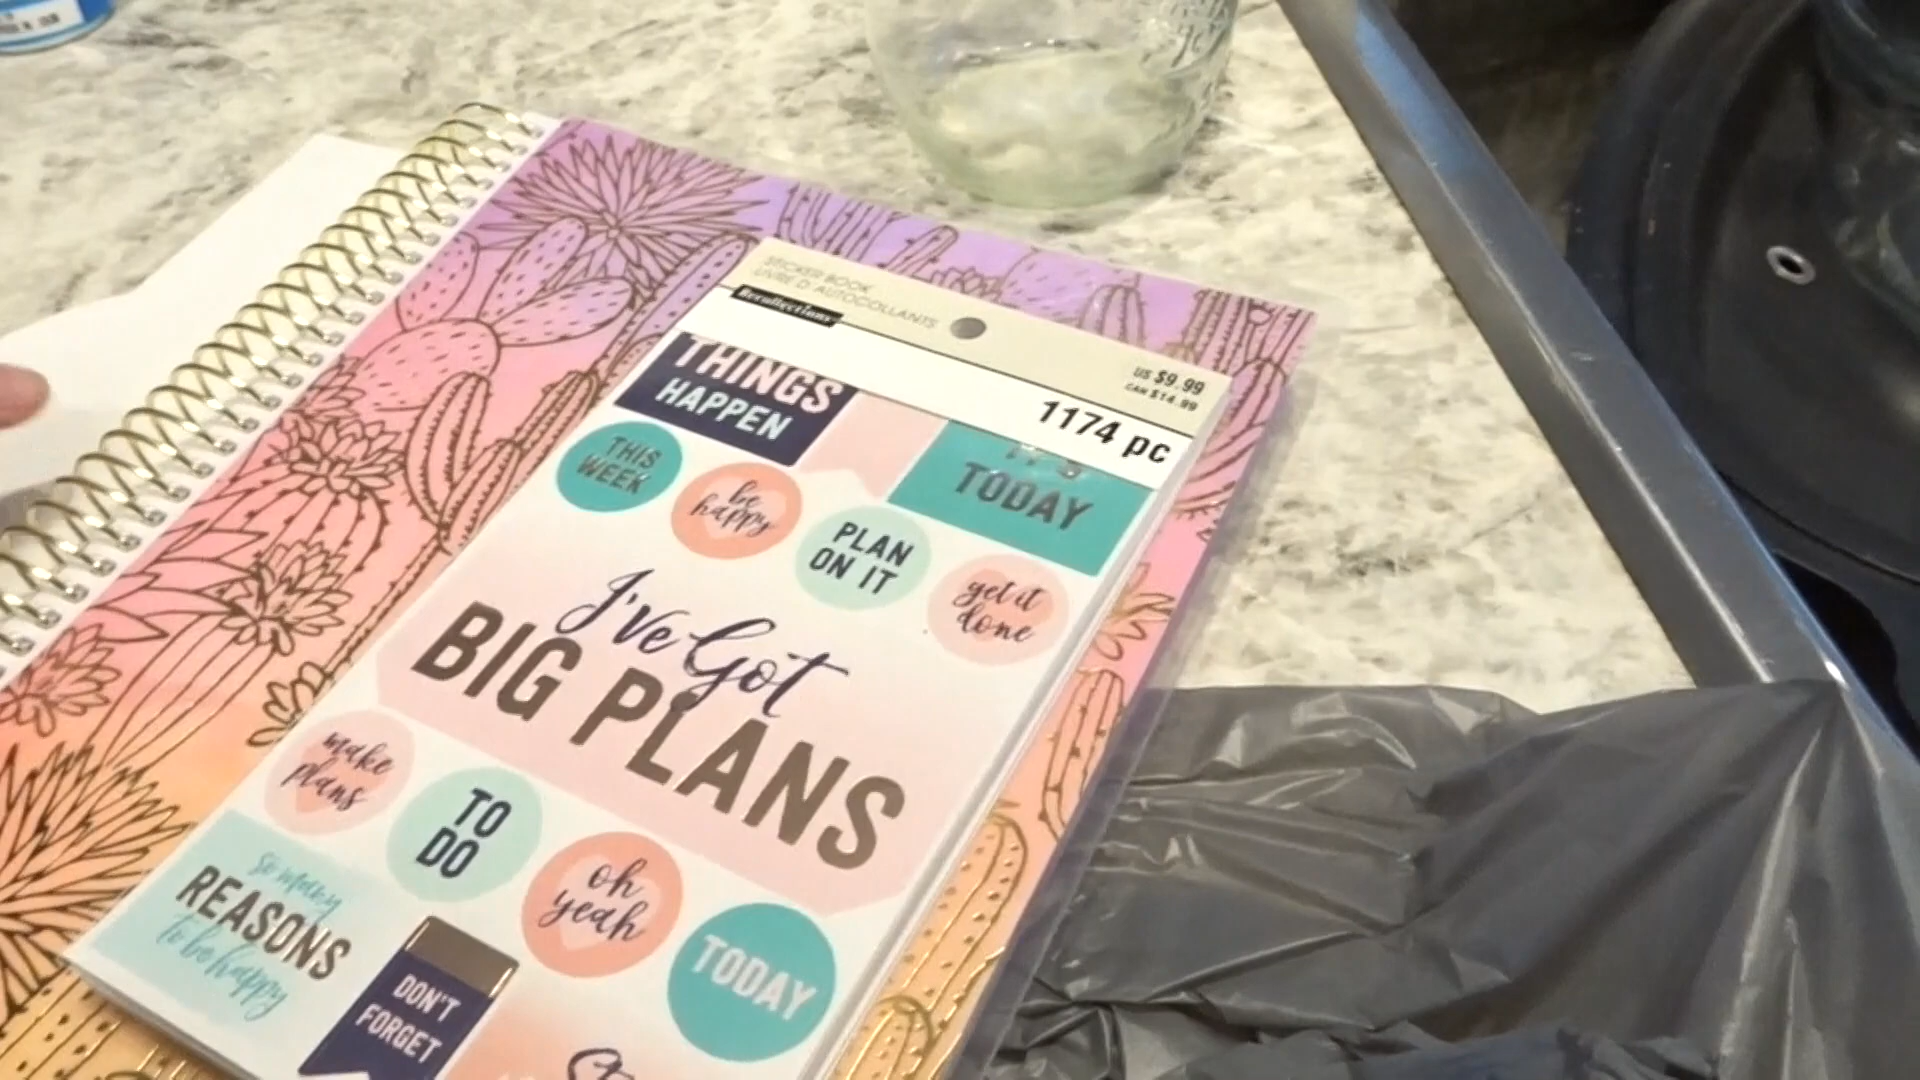 STICKER BOOK
LIVRE D'AUTOCOLLANTS
Recollections
US $9.99
CAN $14.99
1174 pc
THINGS
HAPPEN
IT'S
TODAY
THIS
WEEK
be
happy
PLAN
ON IT
get it
done
I've Got
BIG PLANS
make
plans
TO
DO
oh
yeah
TODAY
so many
REASONS
to be happy
DON'T
FORGET